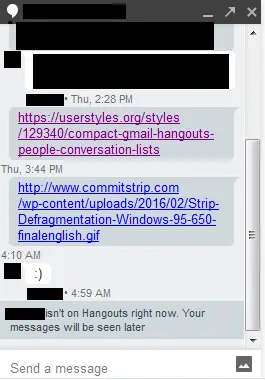 • Thu, 2:28 PM
https://userstyles.org/styles
/129340/compact-gmail-hangouts-
people-conversation-lists
Thu, 3:44 PM
http://www.commitstrip.com
/wp-content/uploads/2016/02/Strip-
Defragmentation-Windows-95-650-
finalenglish.gif
4:10 AM
:)
• 4:59 AM
isn't on Hangouts right now. Your
messages will be seen later
Send a message